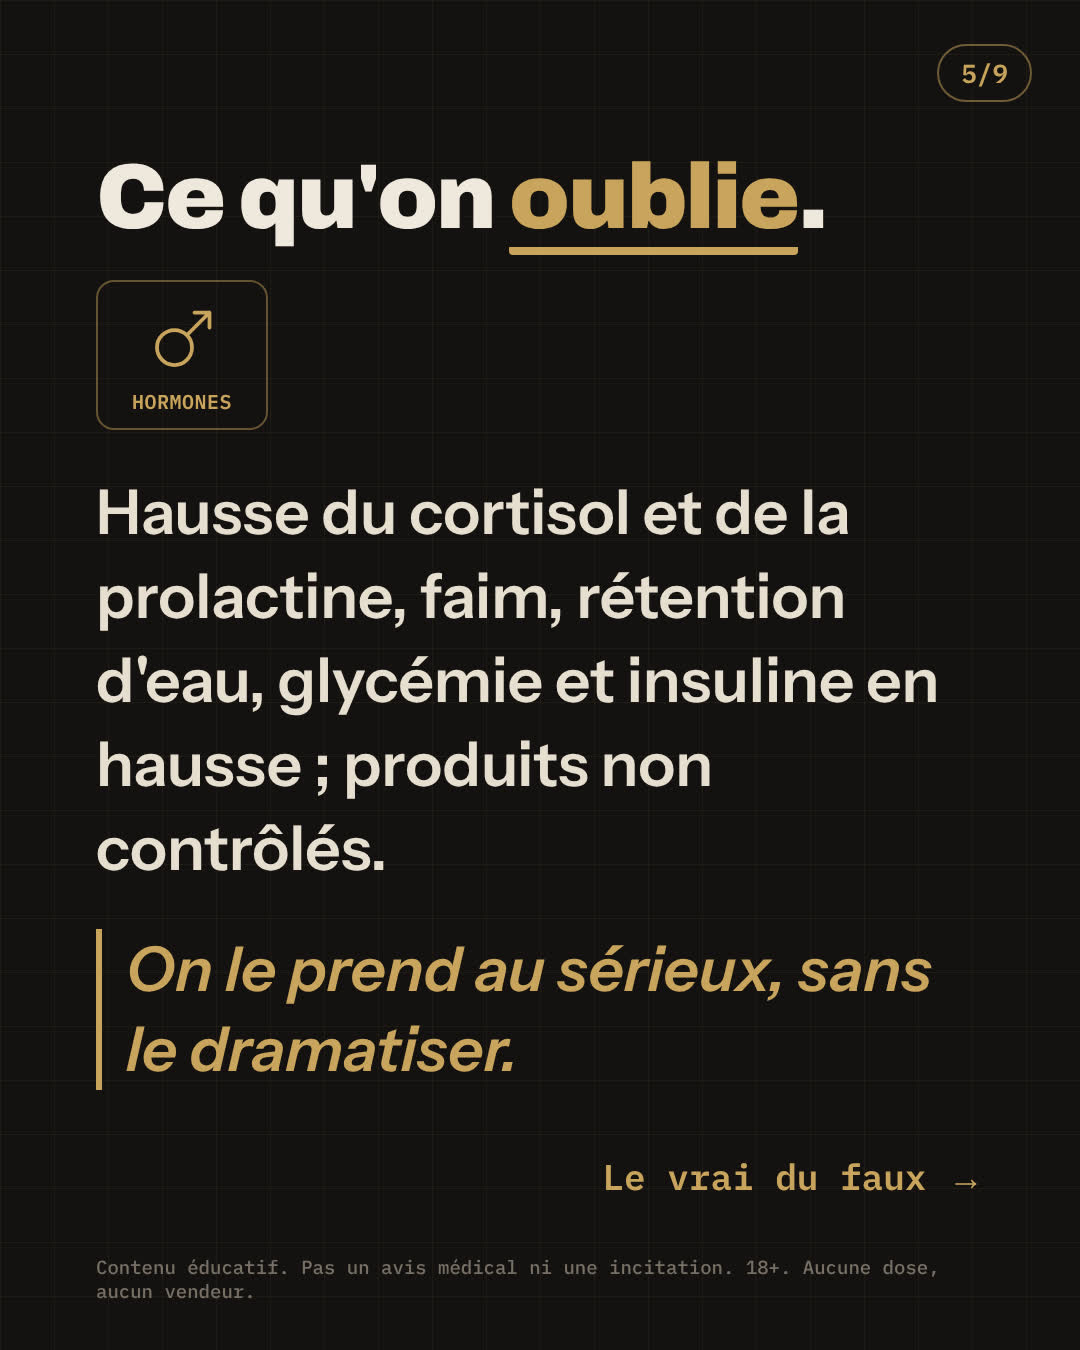 5/9
Ce qu'on oublie.
HORMONES
Hausse du cortisol et de la
prolactine, faim, rétention
d'eau, glycémie et insuline en
hausse ; produits non
contrôlés.
On le prend au sérieux, sans
le dramatiser.
Le vrai du faux →
Contenu éducatif. Pas un avis médical ni une incitation. 18+. Aucune dose,
aucun vendeur.